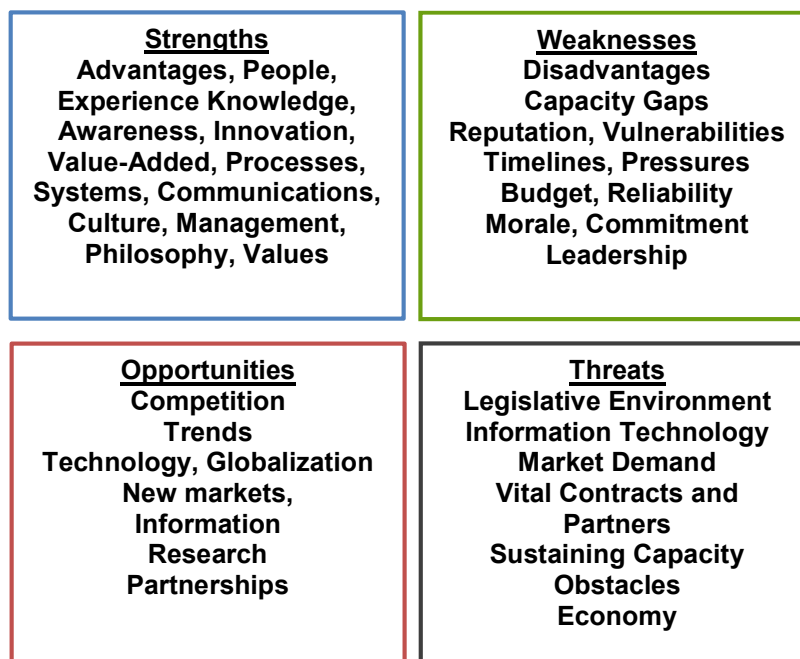 Strengths
Advantages, People,
Experience Knowledge,
Awareness, Innovation,
Value-Added, Processes,
Systems, Communications,
Culture, Management,
Philosophy, Values
Weaknesses
Disadvantages
Capacity Gaps
Reputation, Vulnerabilities
Timelines, Pressures
Budget, Reliability
Morale, Commitment
Leadership
Opportunities
Competition
Trends
Technology, Globalization
New markets,
Information
Research
Partnerships
Threats
Legislative Environment
Information Technology
Market Demand
Vital Contracts and
Partners
Sustaining Capacity
Obstacles
Economy